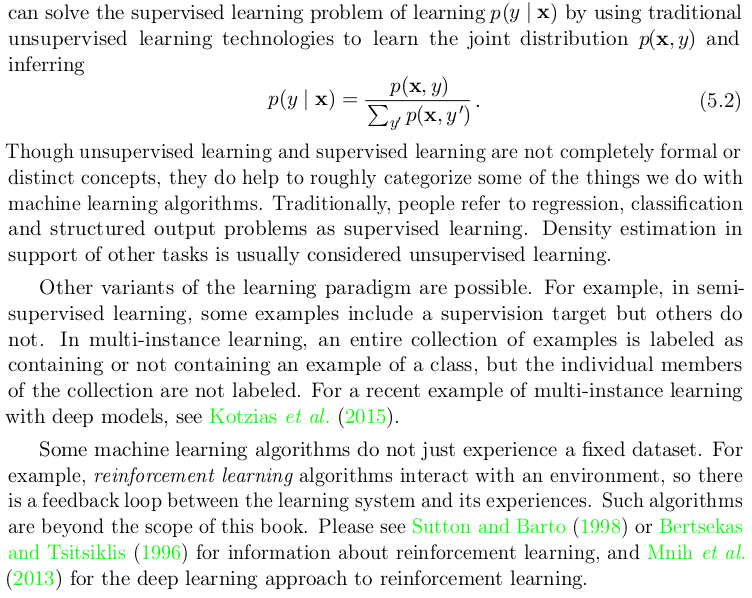 can solve the supervised learning problem of learning p(y | x) by using traditional
unsupervised learning technologies to learn the joint distribution p(x, y) and
inferring
p(y | x) = p(x, y) / ∑y′ p(x, y′) . (5.2)
Though unsupervised learning and supervised learning are not completely formal or
distinct concepts, they do help to roughly categorize some of the things we do with
machine learning algorithms. Traditionally, people refer to regression, classification
and structured output problems as supervised learning. Density estimation in
support of other tasks is usually considered unsupervised learning.
Other variants of the learning paradigm are possible. For example, in semi-
supervised learning, some examples include a supervision target but others do
not. In multi-instance learning, an entire collection of examples is labeled as
containing or not containing an example of a class, but the individual members
of the collection are not labeled. For a recent example of multi-instance learning
with deep models, see Kotzias et al. (2015).
Some machine learning algorithms do not just experience a fixed dataset. For
example, reinforcement learning algorithms interact with an environment, so there
is a feedback loop between the learning system and its experiences. Such algorithms
are beyond the scope of this book. Please see Sutton and Barto (1998) or Bertsekas
and Tsitsiklis (1996) for information about reinforcement learning, and Mnih et al.
(2013) for the deep learning approach to reinforcement learning.